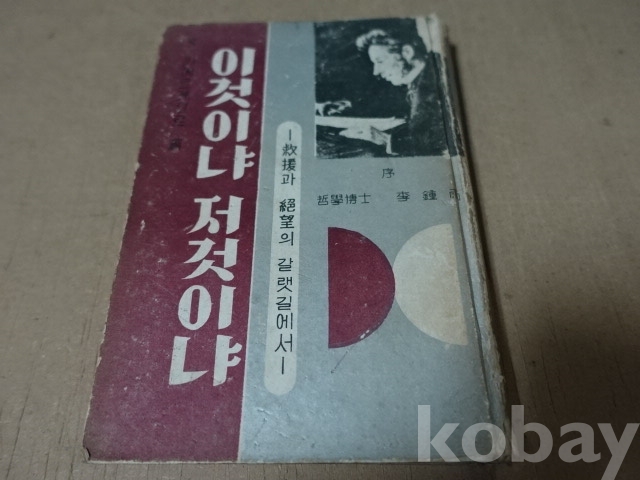 이것이냐 저것이냐
— 救援과 絕望의 갈랫길에서 —
序
哲學博士 李鍾雨
kobay